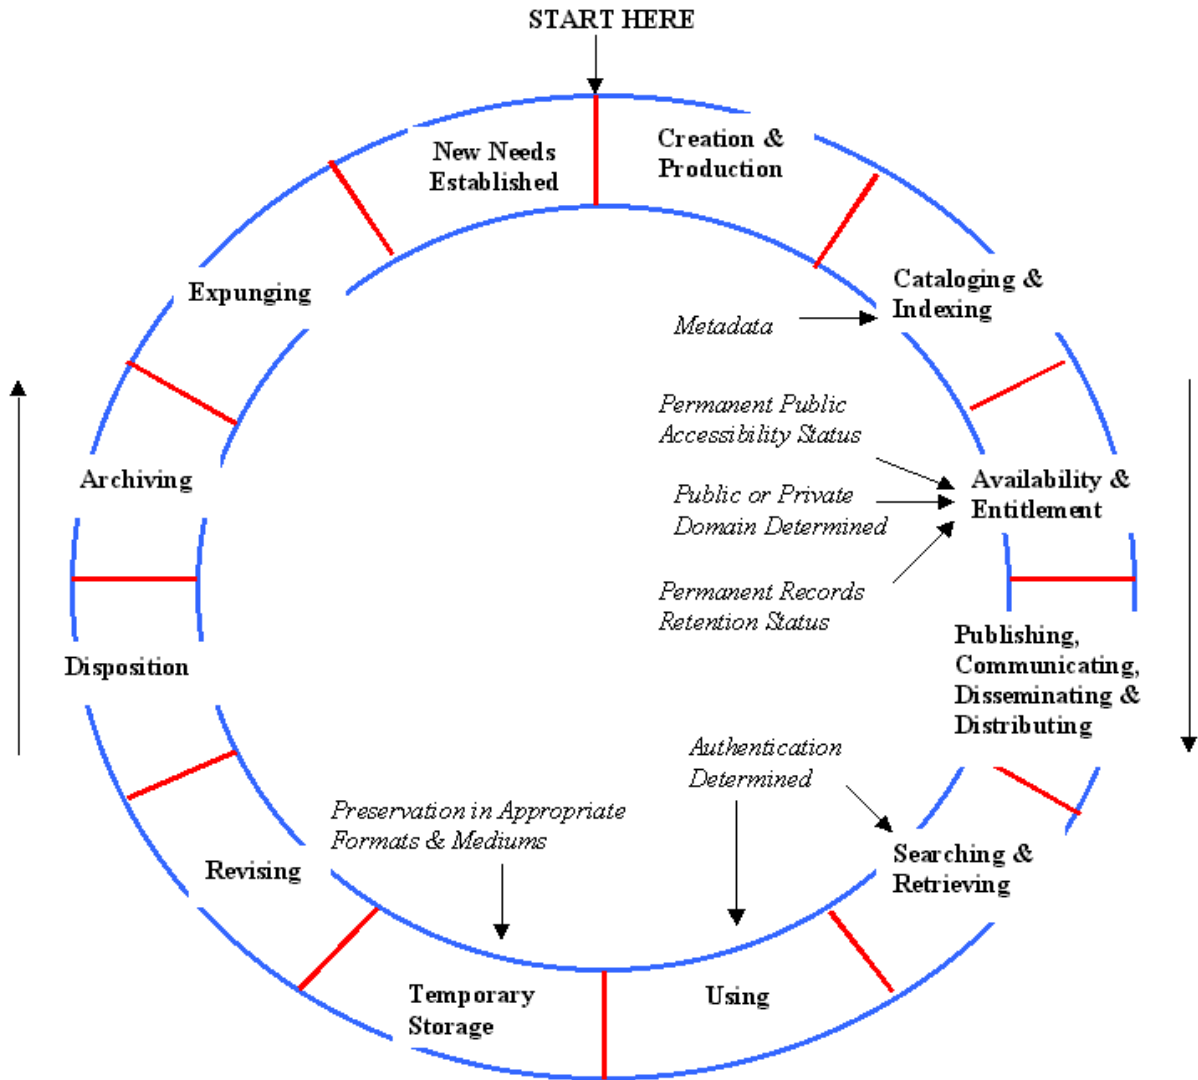 START HERE
Creation &
Production
Cataloging &
Indexing
Metadata
Permanent Public
Accessibility Status
Public or Private
Domain Determined
Permanent Records
Retention Status
Availability &
Entitlement
Publishing,
Communicating,
Disseminating &
Distributing
Authentication
Determined
Searching &
Retrieving
Using
Preservation in Appropriate
Formats & Mediums
Temporary
Storage
Revising
Disposition
Archiving
Expunging
New Needs
Established